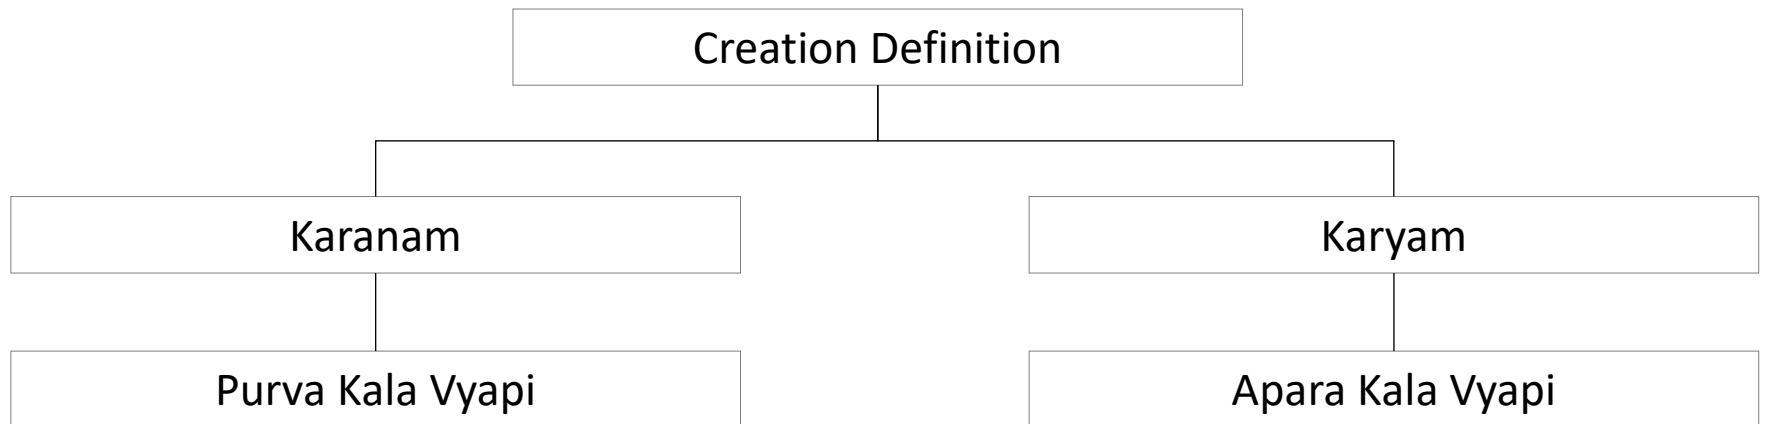 Creation Definition
Karanam
Karyam
Purva Kala Vyapi
Apara Kala Vyapi